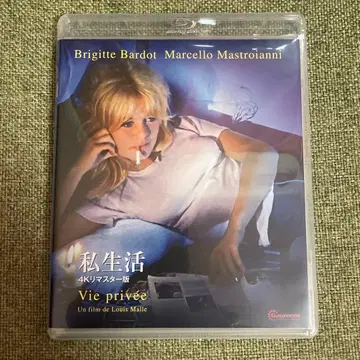 Brigitte Bardot Marcello Mastroianni
私生活
4Kリマスター版
Vie privée
Un film de Louis Malle